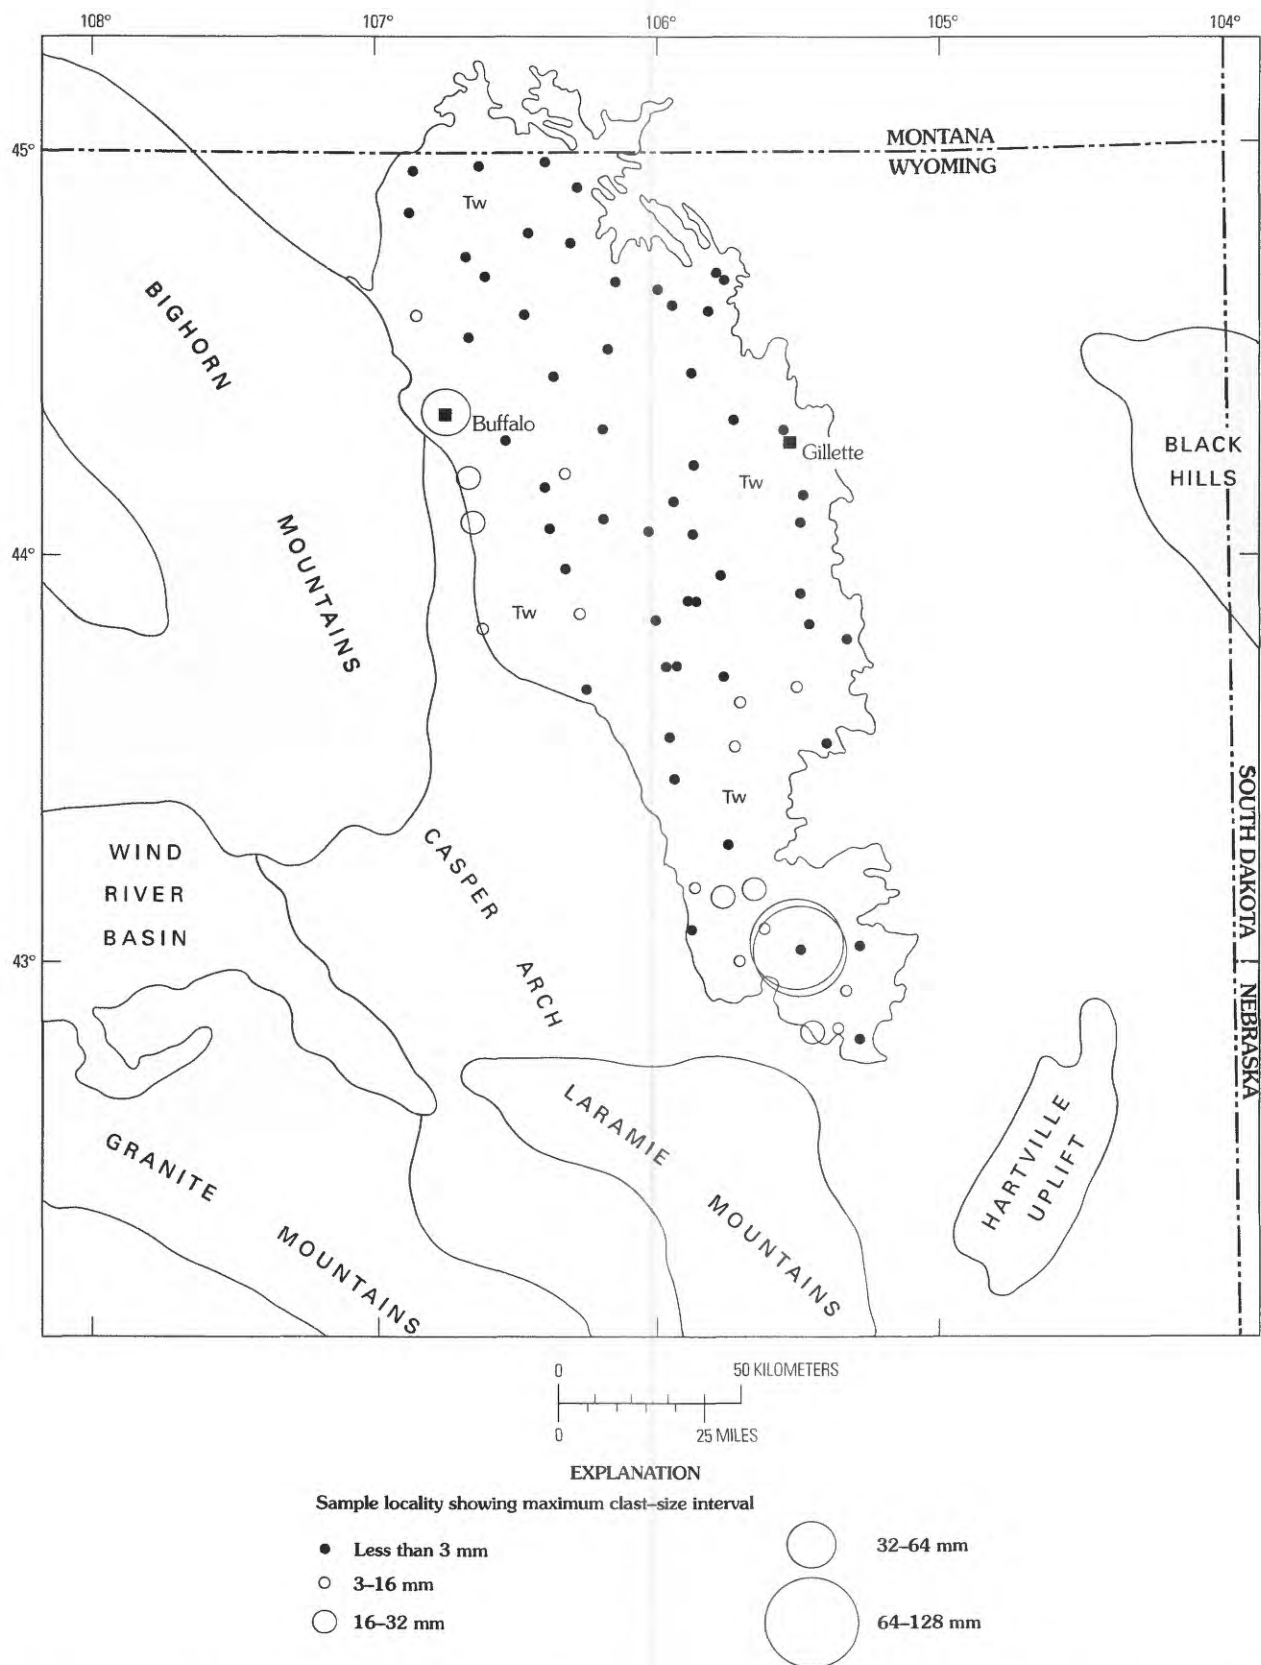 108°
107°
106°
105°
104°
45°
MONTANA
WYOMING
Tw
BIGHORN
MOUNTAINS
Buffalo
Gillette
Tw
BLACK
HILLS
44°
Tw
Tw
WIND
RIVER
BASIN
CASPER
ARCH
SOUTH DAKOTA
NEBRASKA
43°
GRANITE
MOUNTAINS
LARAMIE
MOUNTAINS
HARTVILLE
UPLIFT
0 50 KILOMETERS
0 25 MILES
EXPLANATION
Sample locality showing maximum clast–size interval
Less than 3 mm
3–16 mm
16–32 mm
32–64 mm
64–128 mm